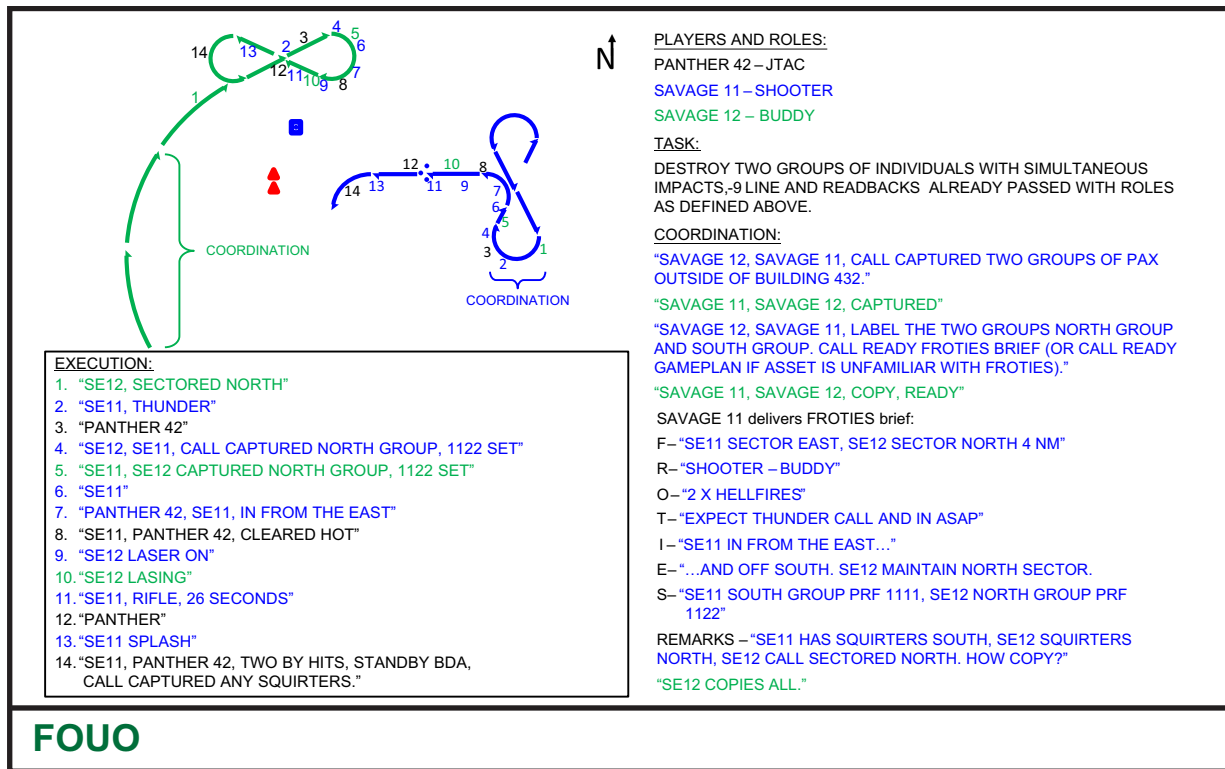 4
3
5
2
6
14
13
12
11
10
7
9
8
1
N
12
10
8
14
13
11
9
7
6
5
4
3
2
1
COORDINATION
COORDINATION
EXECUTION:
1. “SE12, SECTORED NORTH”
2. “SE11, THUNDER”
3. “PANTHER 42”
4. “SE12, SE11, CALL CAPTURED NORTH GROUP, 1122 SET”
5. “SE11, SE12 CAPTURED NORTH GROUP, 1122 SET”
6. “SE11”
7. “PANTHER 42, SE11, IN FROM THE EAST”
8. “SE11, PANTHER 42, CLEARED HOT”
9. “SE12 LASER ON”
10. “SE12 LASING”
11. “SE11, RIFLE, 26 SECONDS”
12. “PANTHER”
13. “SE11 SPLASH”
14. “SE11, PANTHER 42, TWO BY HITS, STANDBY BDA,
CALL CAPTURED ANY SQUIRTERS.”
PLAYERS AND ROLES:
PANTHER 42 – JTAC
SAVAGE 11 – SHOOTER
SAVAGE 12 – BUDDY
TASK:
DESTROY TWO GROUPS OF INDIVIDUALS WITH SIMULTANEOUS
IMPACTS,-9 LINE AND READBACKS ALREADY PASSED WITH ROLES
AS DEFINED ABOVE.
COORDINATION:
“SAVAGE 12, SAVAGE 11, CALL CAPTURED TWO GROUPS OF PAX
OUTSIDE OF BUILDING 432.”
“SAVAGE 11, SAVAGE 12, CAPTURED”
“SAVAGE 12, SAVAGE 11, LABEL THE TWO GROUPS NORTH GROUP
AND SOUTH GROUP. CALL READY FROTIES BRIEF (OR CALL READY
GAMEPLAN IF ASSET IS UNFAMILIAR WITH FROTIES).”
“SAVAGE 11, SAVAGE 12, COPY, READY”
SAVAGE 11 delivers FROTIES brief:
F– “SE11 SECTOR EAST, SE12 SECTOR NORTH 4 NM”
R– “SHOOTER – BUDDY”
O– “2 X HELLFIRES”
T– “EXPECT THUNDER CALL AND IN ASAP”
I – “SE11 IN FROM THE EAST…”
E– “…AND OFF SOUTH. SE12 MAINTAIN NORTH SECTOR.
S– “SE11 SOUTH GROUP PRF 1111, SE12 NORTH GROUP PRF
1122”
REMARKS – “SE11 HAS SQUIRTERS SOUTH, SE12 SQUIRTERS
NORTH, SE12 CALL SECTORED NORTH. HOW COPY?”
“SE12 COPIES ALL.”
FOUO